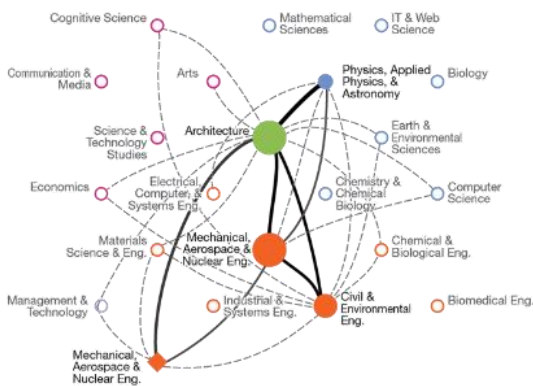 Cognitive Science
Mathematical
Sciences
IT & Web
Science
Communication &
Media
Arts
Physics, Applied
Physics, &
Astronomy
Biology
Science &
Technology
Studies
Architecture
Earth &
Environmental
Sciences
Economics
Electrical,
Computer, &
Systems Eng.
Chemistry &
Chemical
Biology
Computer
Science
Materials
Science & Eng.
Mechanical,
Aerospace &
Nuclear Eng.
Chemical &
Biological Eng.
Management &
Technology
Industrial &
Systems Eng.
Civil &
Environmental
Eng.
Biomedical Eng.
Mechanical,
Aerospace &
Nuclear Eng.